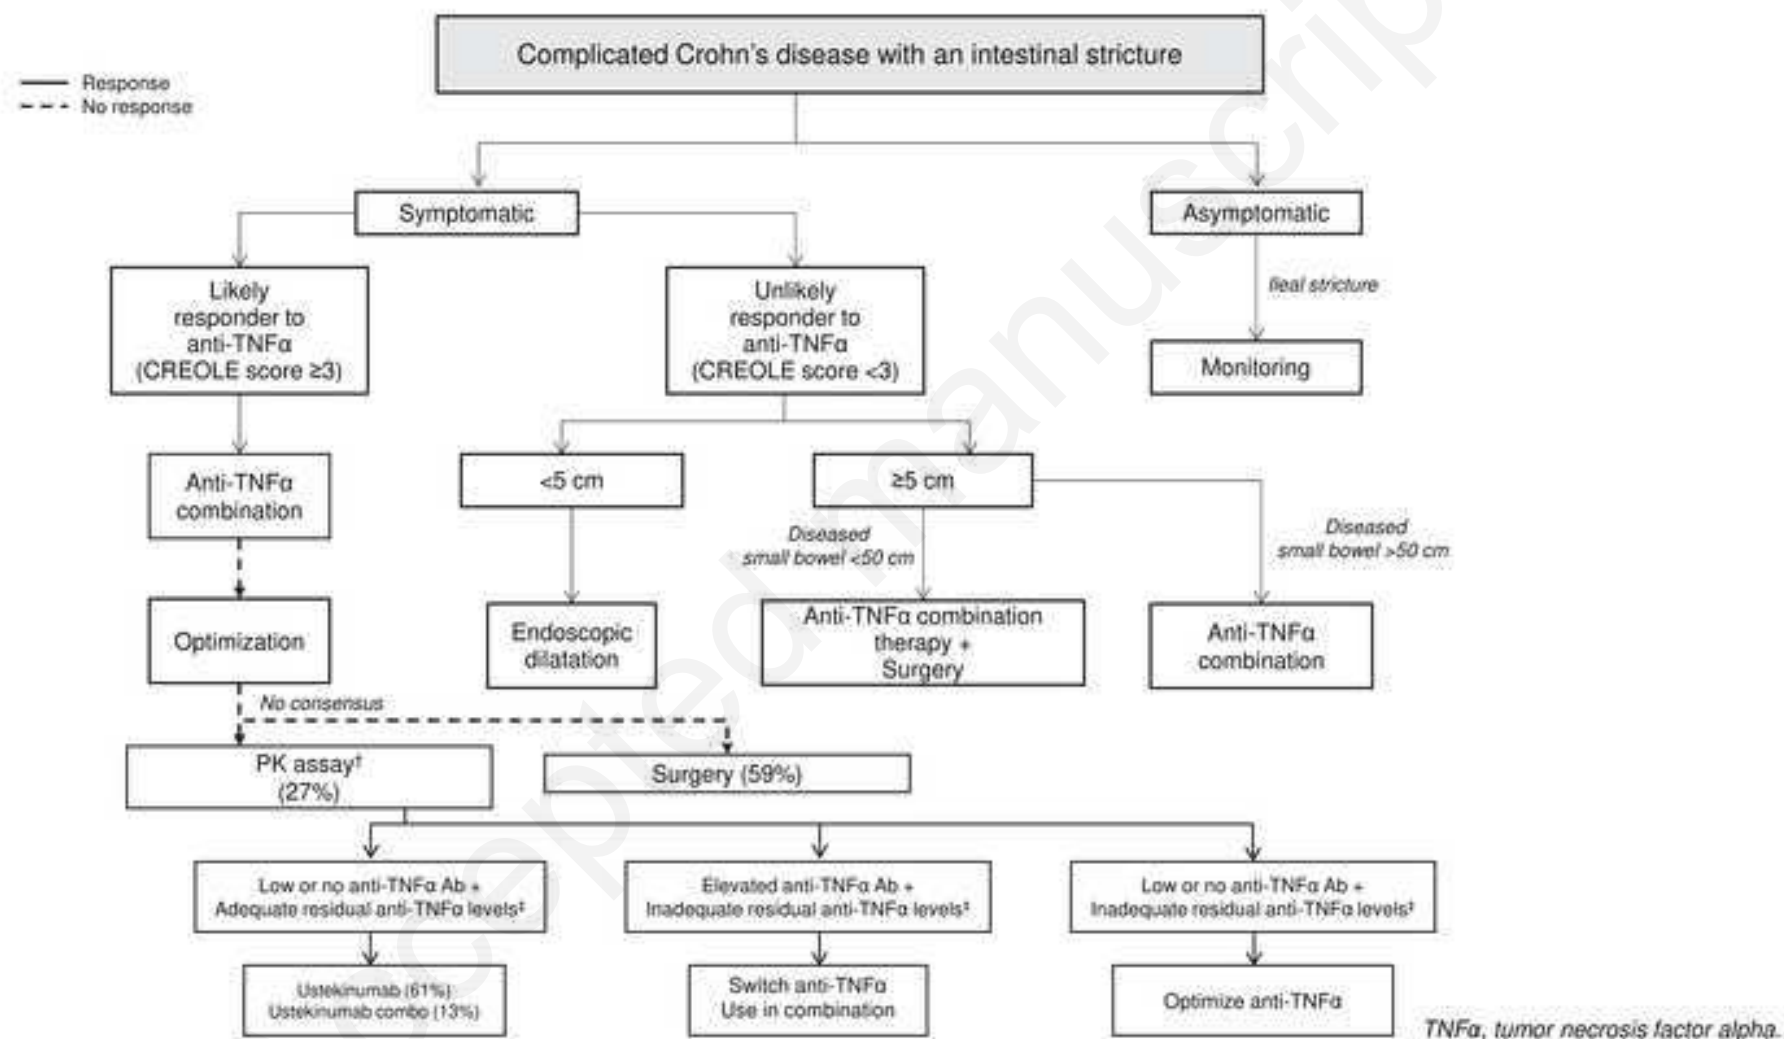 Complicated Crohn's disease with an intestinal stricture
Response
No response
Symptomatic
Asymptomatic
Likely
responder to
anti-TNFα
(CREOLE score ≥3)
Unlikely
responder to
anti-TNFα
(CREOLE score <3)
Ileal stricture
Monitoring
Anti-TNFα
combination
<5 cm
≥5 cm
Diseased
small bowel <50 cm
Diseased
small bowel >50 cm
Optimization
Endoscopic
dilatation
Anti-TNFα combination
therapy +
Surgery
Anti-TNFα
combination
No consensus
PK assay†
(27%)
Surgery (59%)
Low or no anti-TNFα Ab +
Adequate residual anti-TNFα levels‡
Elevated anti-TNFα Ab +
Inadequate residual anti-TNFα levels‡
Low or no anti-TNFα Ab +
Inadequate residual anti-TNFα levels‡
Ustekinumab (61%)
Ustekinumab combo (13%)
Switch anti-TNFα
Use in combination
Optimize anti-TNFα
TNFα, tumor necrosis factor alpha.
ccepted manuscrip